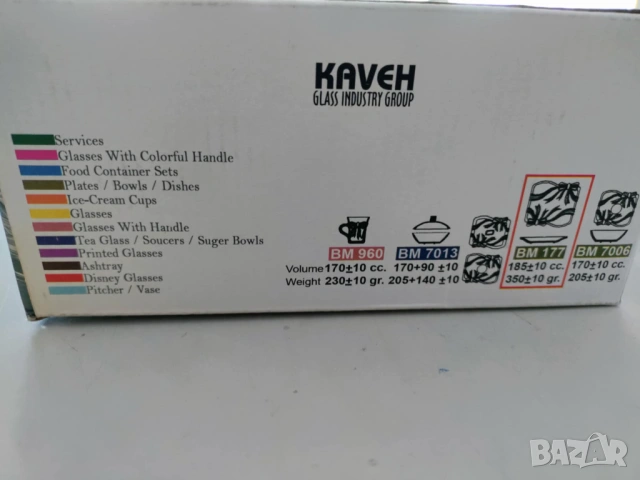 KAVEH
GLASS INDUSTRY GROUP
Services
Glasses With Colorful Handle
Food Container Sets
Plates / Bowls / Dishes
Ice-Cream Cups
Glasses
Glasses With Handle
Tea Glass / Soucers / Suger Bowls
Printed Glasses
Ashtray
Disney Glasses
Pitcher / Vase
BM 960 BM 7013 BM 177 BM 7006
Volume 170±10 cc. 170+90 ±10 185±10 cc. 170±10 cc.
Weight 230±10 gr. 205+140 ±10 350±10 gr. 205±10 gr.
BAZAR